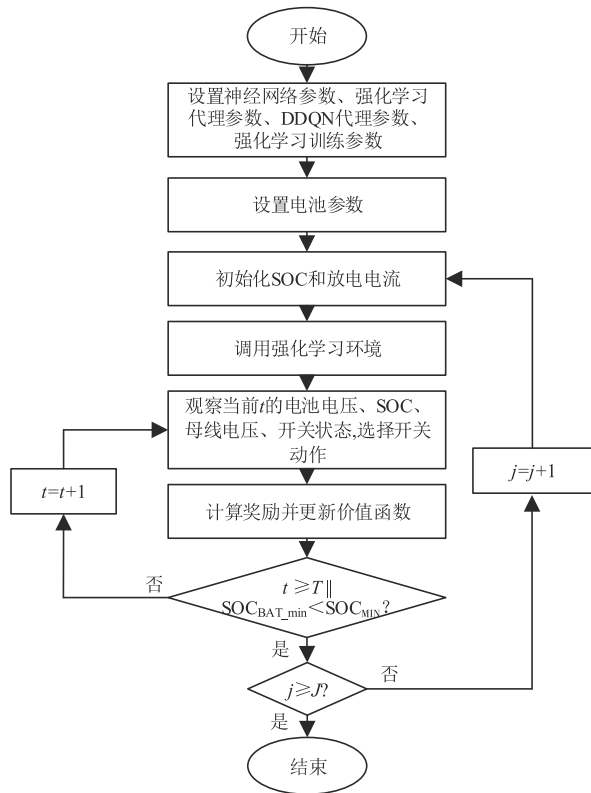 开始
设置神经网络参数、强化学习
代理参数、DDQN代理参数、
强化学习训练参数
设置电池参数
初始化SOC和放电电流
调用强化学习环境
观察当前t的电池电压、SOC、
母线电压、开关状态,选择开关
动作
t=t+1
j=j+1
计算奖励并更新价值函数
否
t≥T‖
SOC_BAT_min<SOC_MIN?
是
否
j≥J?
是
结束